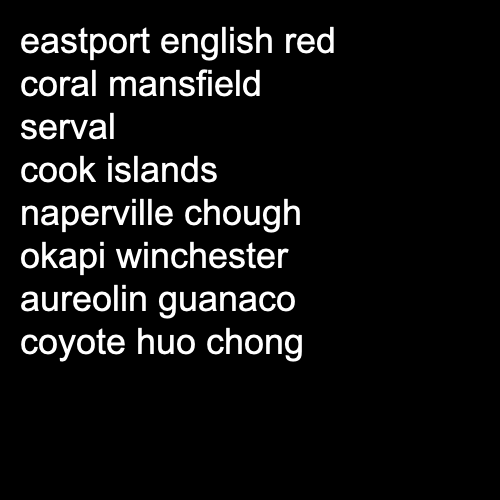 eastport english red
coral mansfield
serval
cook islands
naperville chough
okapi winchester
aureolin guanaco
coyote huo chong